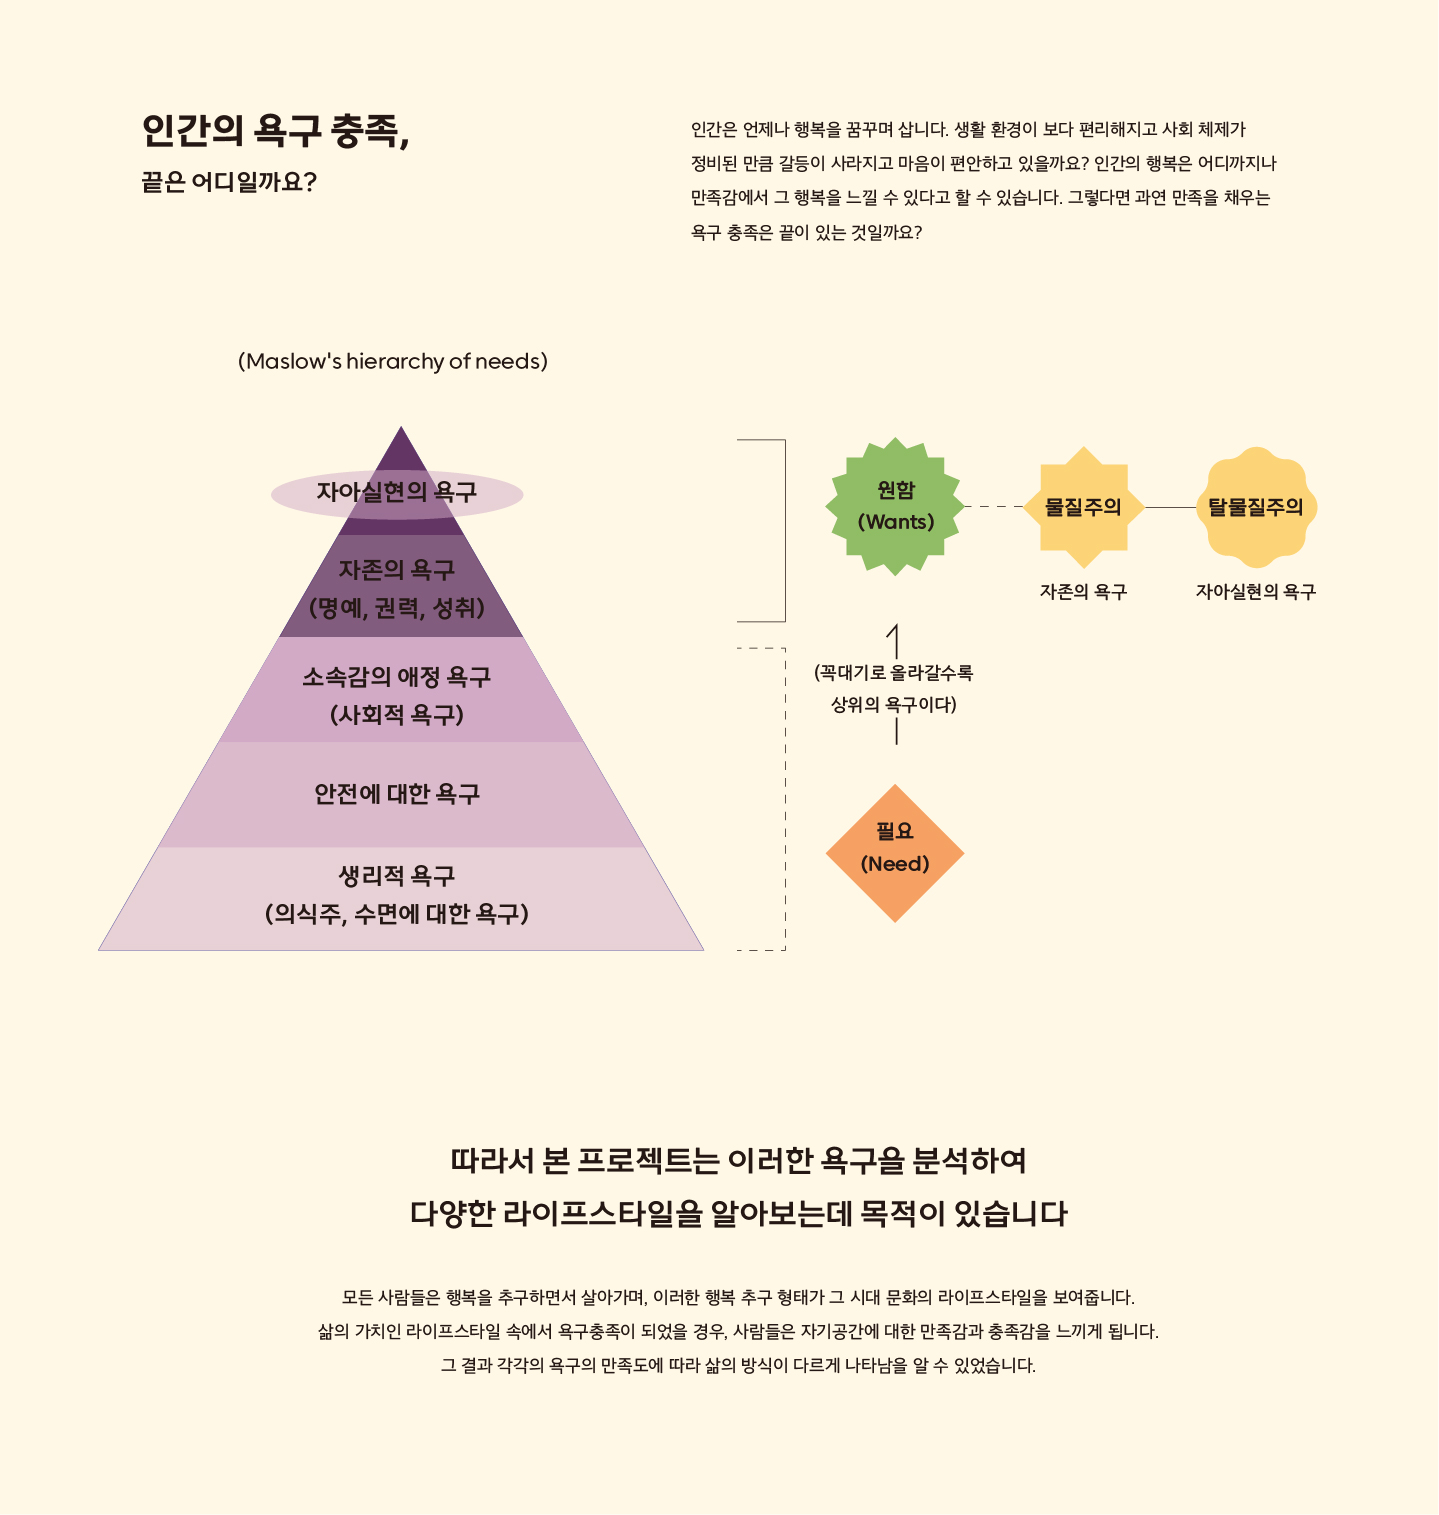 인간의 욕구 충족,
끝은 어디일까요?
인간은 언제나 행복을 꿈꾸며 삽니다. 생활 환경이 보다 편리해지고 사회 체제가
정비된 만큼 갈등이 사라지고 마음이 편안하고 있을까요? 인간의 행복은 어디까지나
만족감에서 그 행복을 느낄 수 있다고 할 수 있습니다. 그렇다면 과연 만족을 채우는
욕구 충족은 끝이 있는 것일까요?
(Maslow's hierarchy of needs)
자아실현의 욕구
자존의 욕구
(명예, 권력, 성취)
소속감의 애정 욕구
(사회적 욕구)
안전에 대한 욕구
생리적 욕구
(의식주, 수면에 대한 욕구)
원함
(Wants)
물질주의
자존의 욕구
탈물질주의
자아실현의 욕구
(꼭대기로 올라갈수록
상위의 욕구이다)
필요
(Need)
따라서 본 프로젝트는 이러한 욕구을 분석하여
다양한 라이프스타일을 알아보는데 목적이 있습니다
모든 사람들은 행복을 추구하면서 살아가며, 이러한 행복 추구 형태가 그 시대 문화의 라이프스타일을 보여줍니다.
삶의 가치인 라이프스타일 속에서 욕구충족이 되었을 경우, 사람들은 자기공간에 대한 만족감과 충족감을 느끼게 됩니다.
그 결과 각각의 욕구의 만족도에 따라 삶의 방식이 다르게 나타남을 알 수 있었습니다.